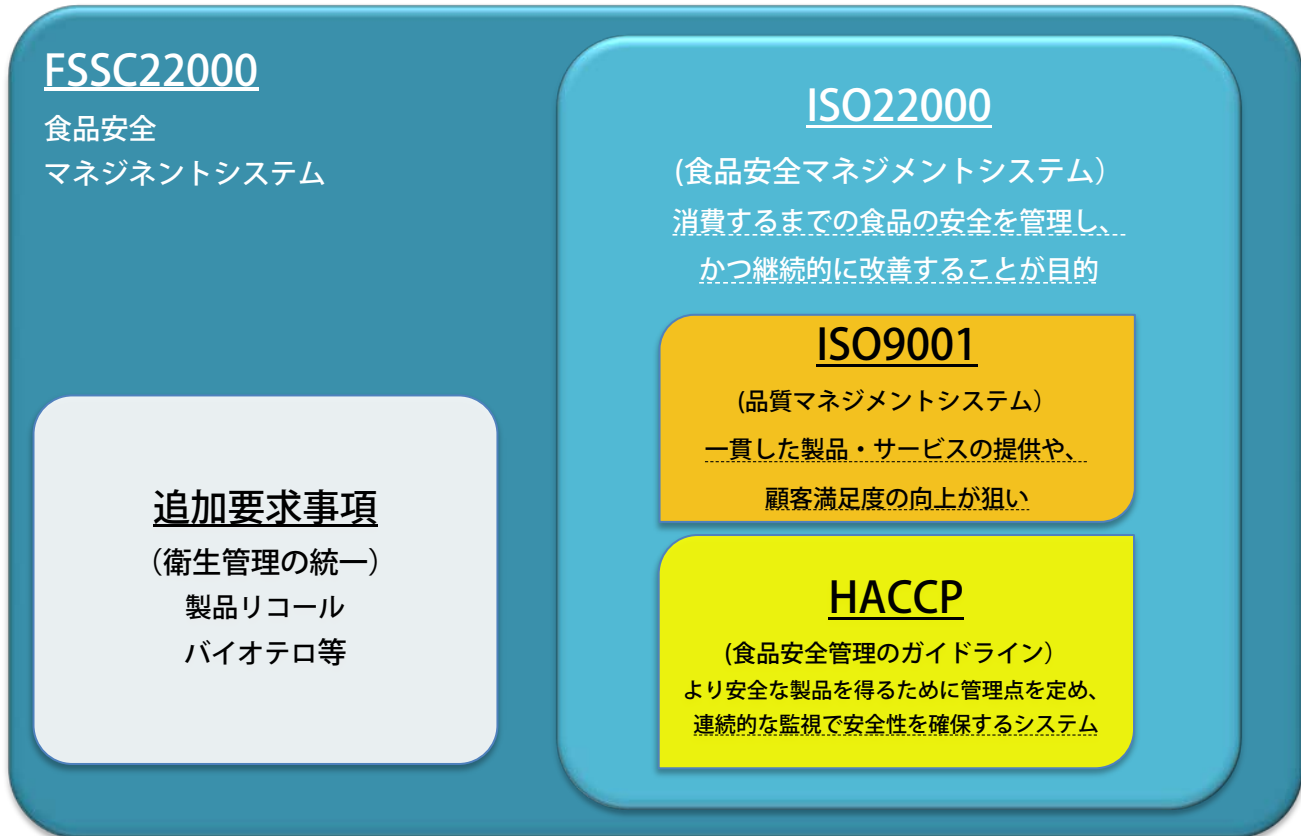 FSSC22000
食品安全
マネジネントシステム
ISO22000
(食品安全マネジメントシステム）
消費するまでの食品の安全を管理し、
かつ継続的に改善することが目的
ISO9001
(品質マネジメントシステム）
一貫した製品・サービスの提供や、
顧客満足度の向上が狙い
追加要求事項
（衛生管理の統一）
製品リコール
バイオテロ等
HACCP
(食品安全管理のガイドライン）
より安全な製品を得るために管理点を定め、
連続的な監視で安全性を確保するシステム